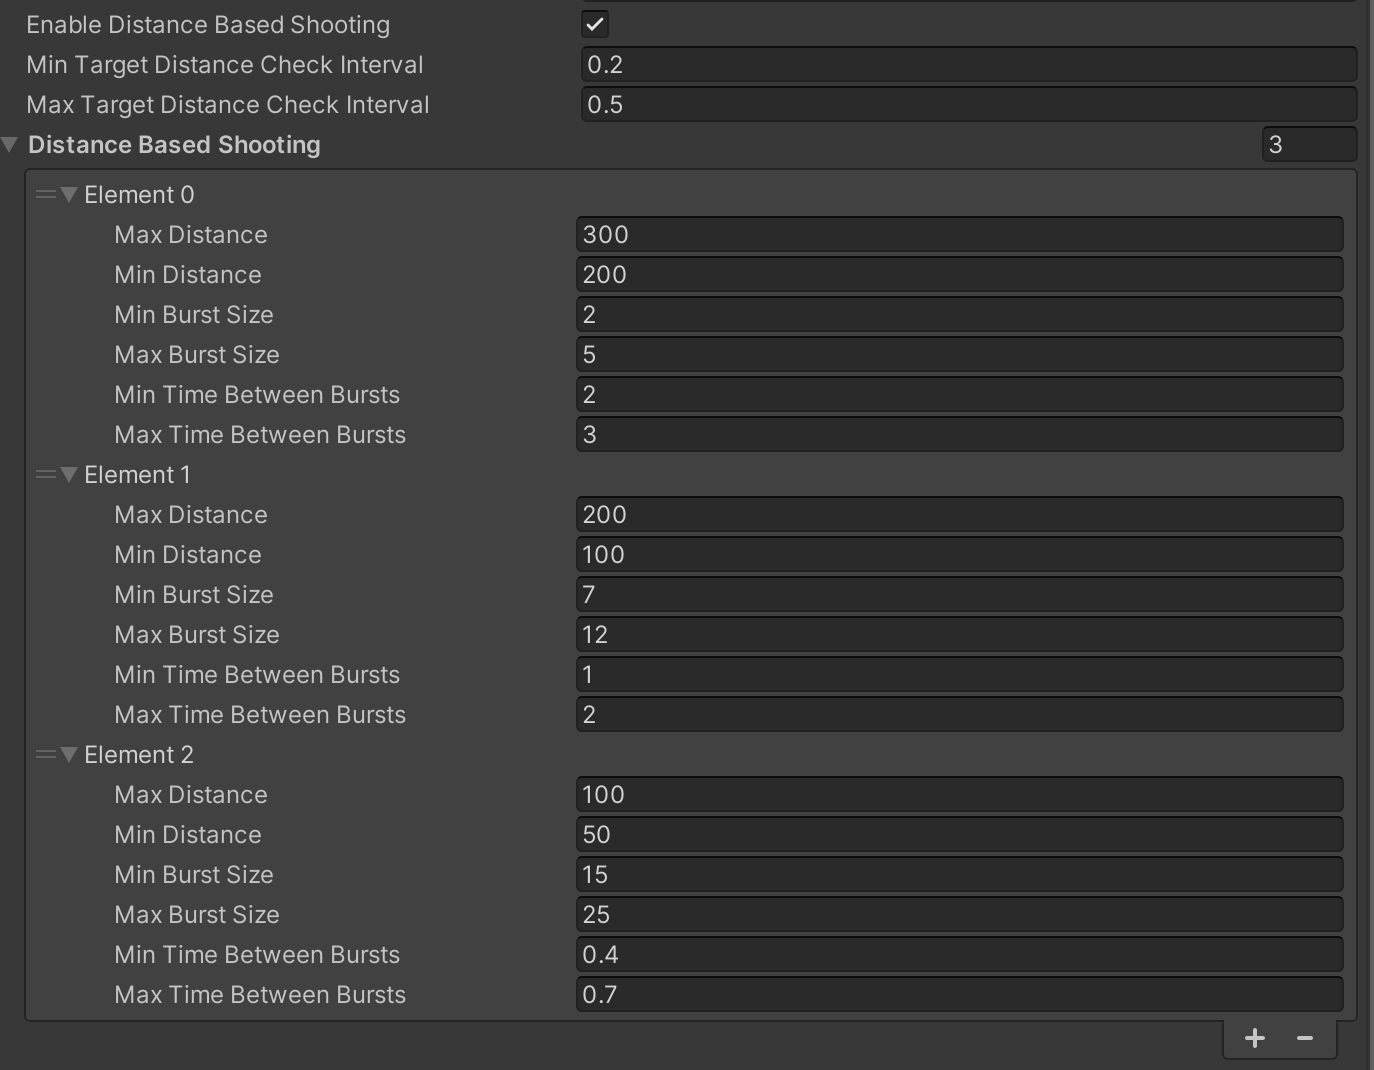 Enable Distance Based Shooting
Min Target Distance Check Interval 0.2
Max Target Distance Check Interval 0.5
Distance Based Shooting 3
Element 0
Max Distance 300
Min Distance 200
Min Burst Size 2
Max Burst Size 5
Min Time Between Bursts 2
Max Time Between Bursts 3
Element 1
Max Distance 200
Min Distance 100
Min Burst Size 7
Max Burst Size 12
Min Time Between Bursts 1
Max Time Between Bursts 2
Element 2
Max Distance 100
Min Distance 50
Min Burst Size 15
Max Burst Size 25
Min Time Between Bursts 0.4
Max Time Between Bursts 0.7